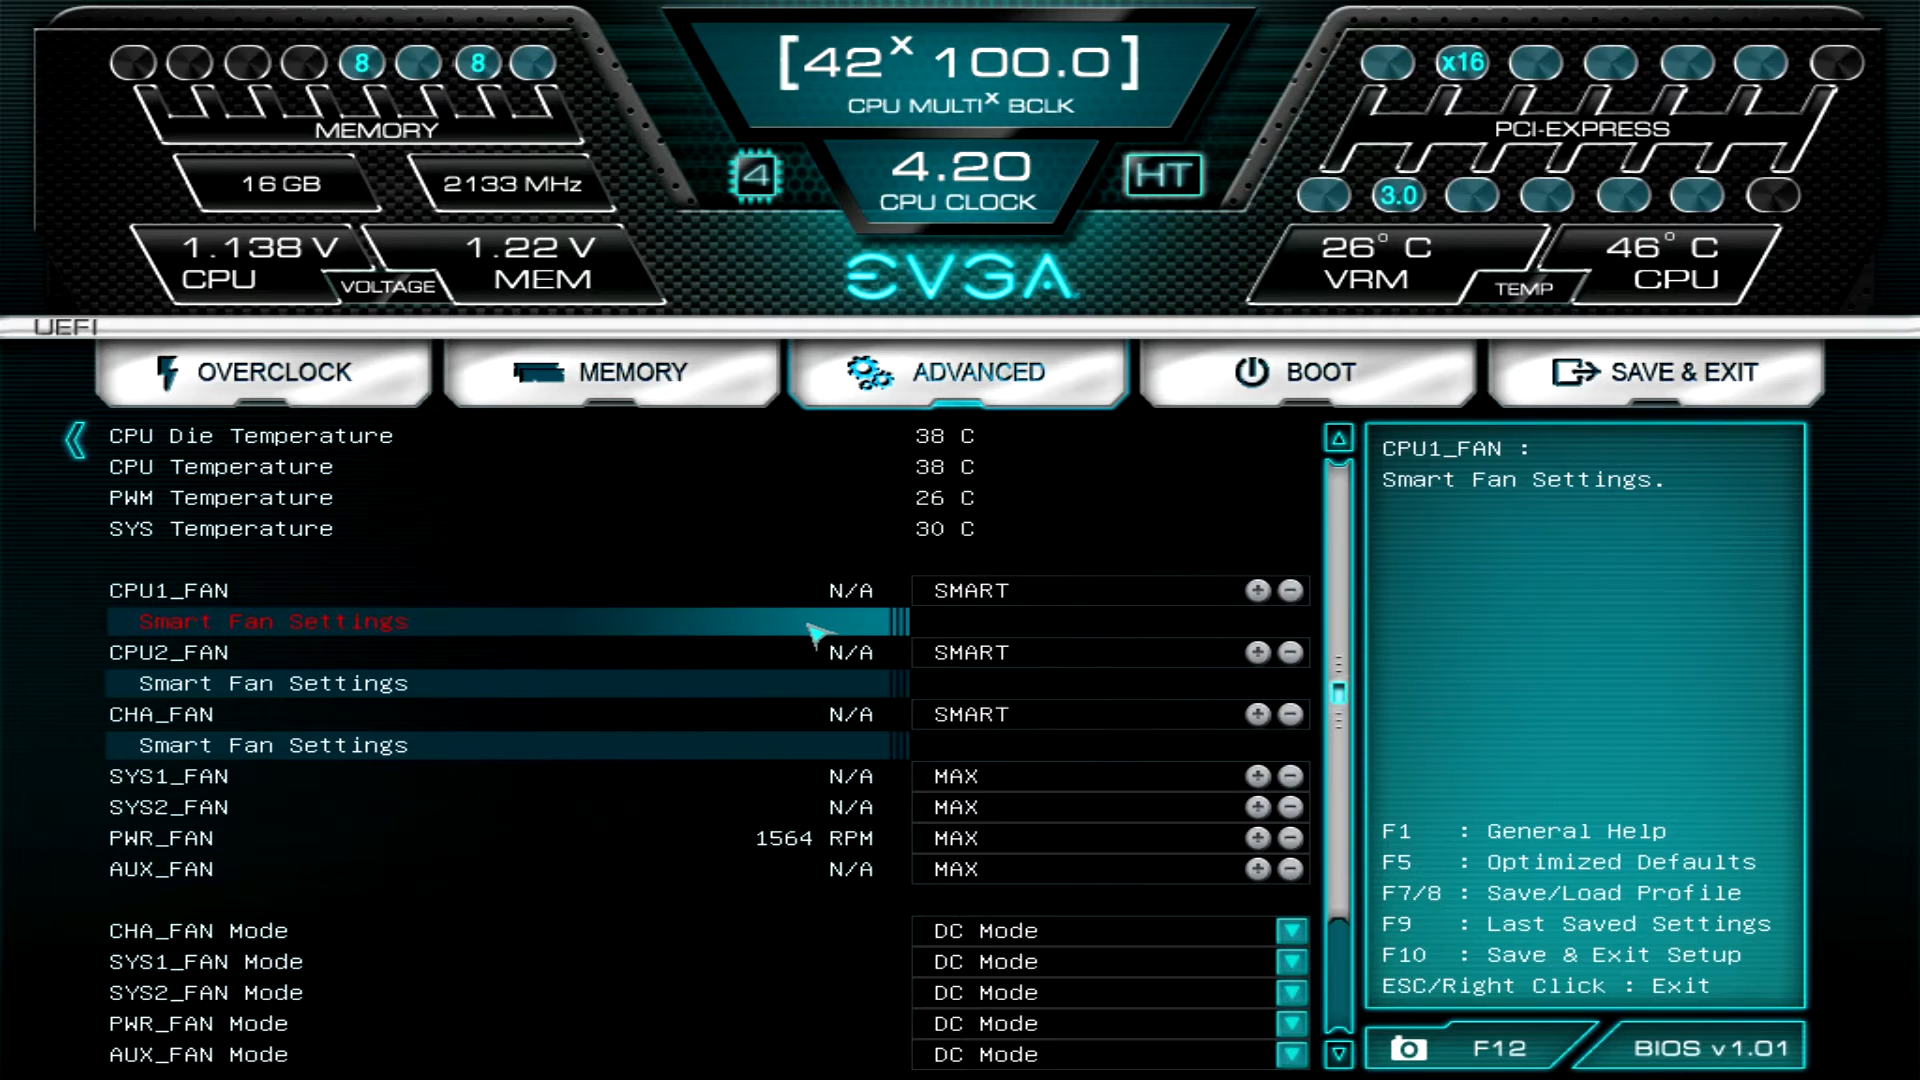 8 8
MEMORY
16GB 2133 MHz
1.138 V 1.22 V
CPU VOLTAGE MEM
[42x 100.0]
CPU MULTIx BCLK
4 4.20 HT
CPU CLOCK
EVGA
x16
PCI-EXPRESS
3.0
26° C 46° C
VRM TEMP CPU
UEFI
OVERCLOCK MEMORY ADVANCED BOOT SAVE & EXIT
CPU Die Temperature 38 C
CPU Temperature 38 C
PWM Temperature 26 C
SYS Temperature 30 C
CPU1_FAN N/A SMART
Smart Fan Settings
CPU2_FAN N/A SMART
Smart Fan Settings
CHA_FAN N/A SMART
Smart Fan Settings
SYS1_FAN N/A MAX
SYS2_FAN N/A MAX
PWR_FAN 1564 RPM MAX
AUX_FAN N/A MAX
CHA_FAN Mode DC Mode
SYS1_FAN Mode DC Mode
SYS2_FAN Mode DC Mode
PWR_FAN Mode DC Mode
AUX_FAN Mode DC Mode
CPU1_FAN :
Smart Fan Settings.
F1 : General Help
F5 : Optimized Defaults
F7/8 : Save/Load Profile
F9 : Last Saved Settings
F10 : Save & Exit Setup
ESC/Right Click : Exit
F12 BIOS v1.01